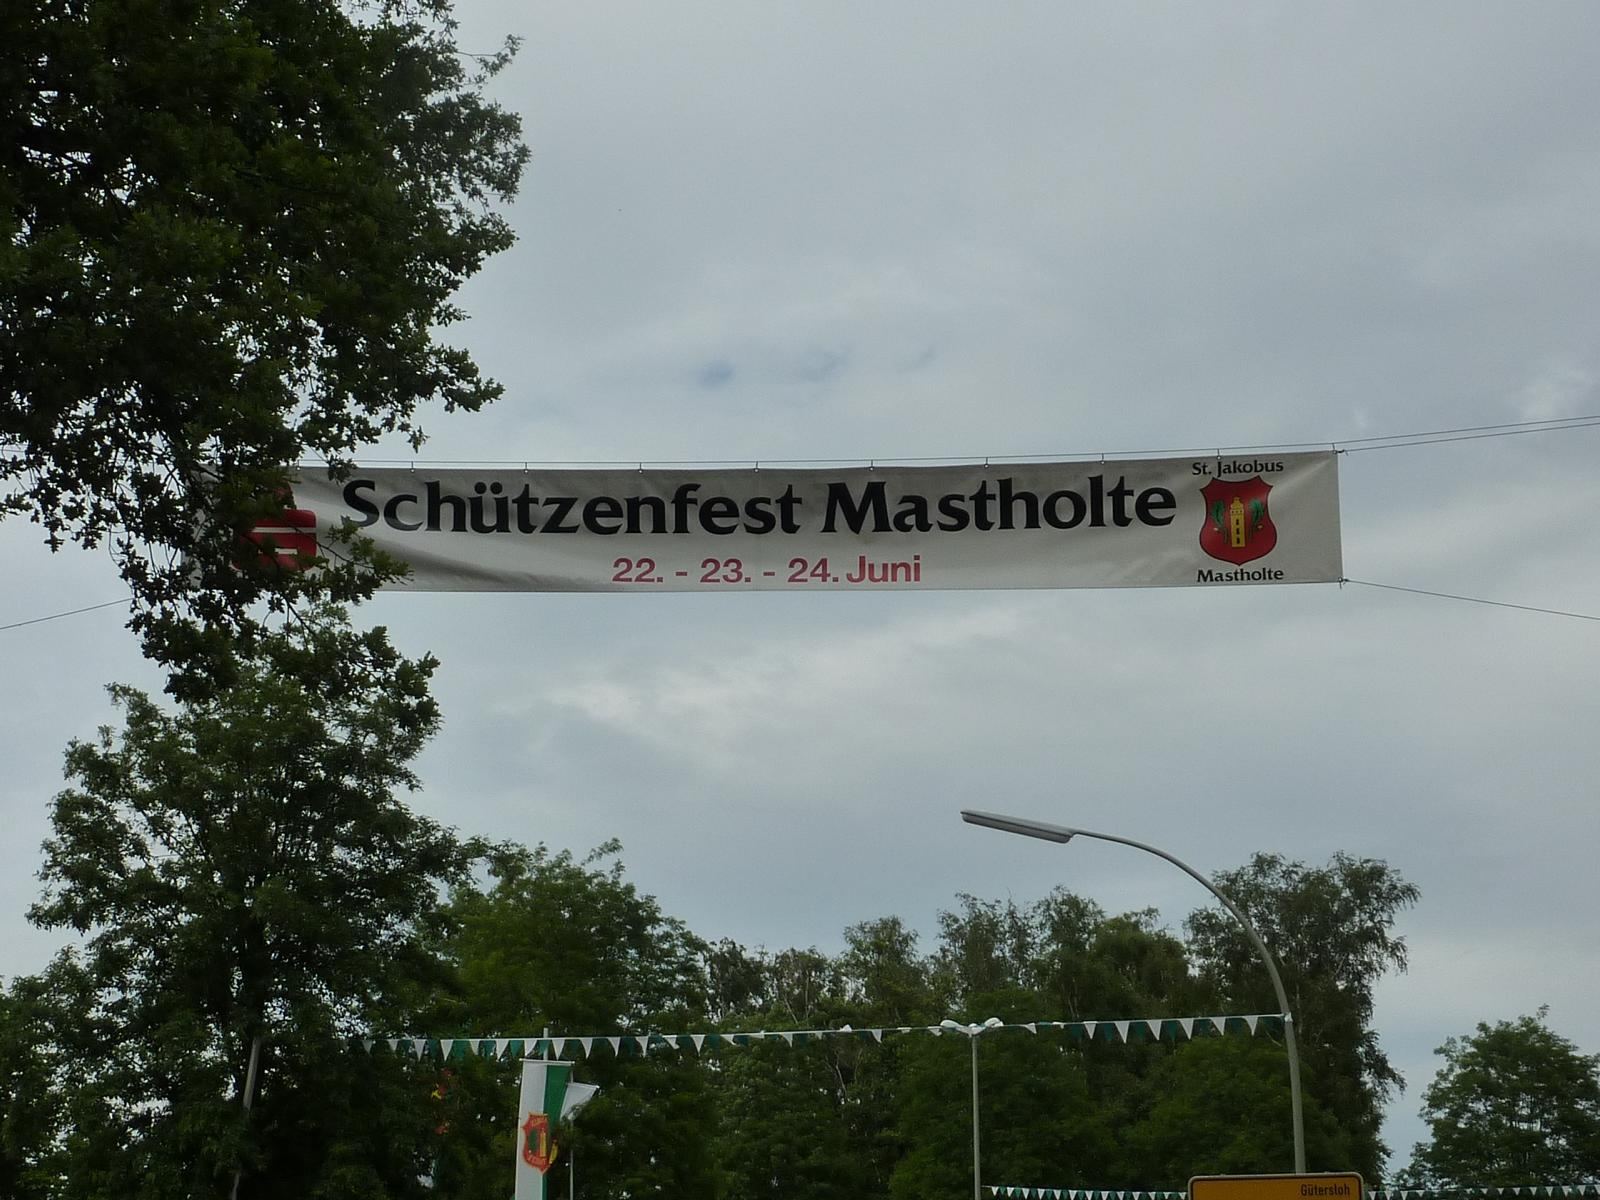 Schützenfest Mastholte
22. - 23. - 24. Juni
St. Jakobus
Mastholte
Gütersloh